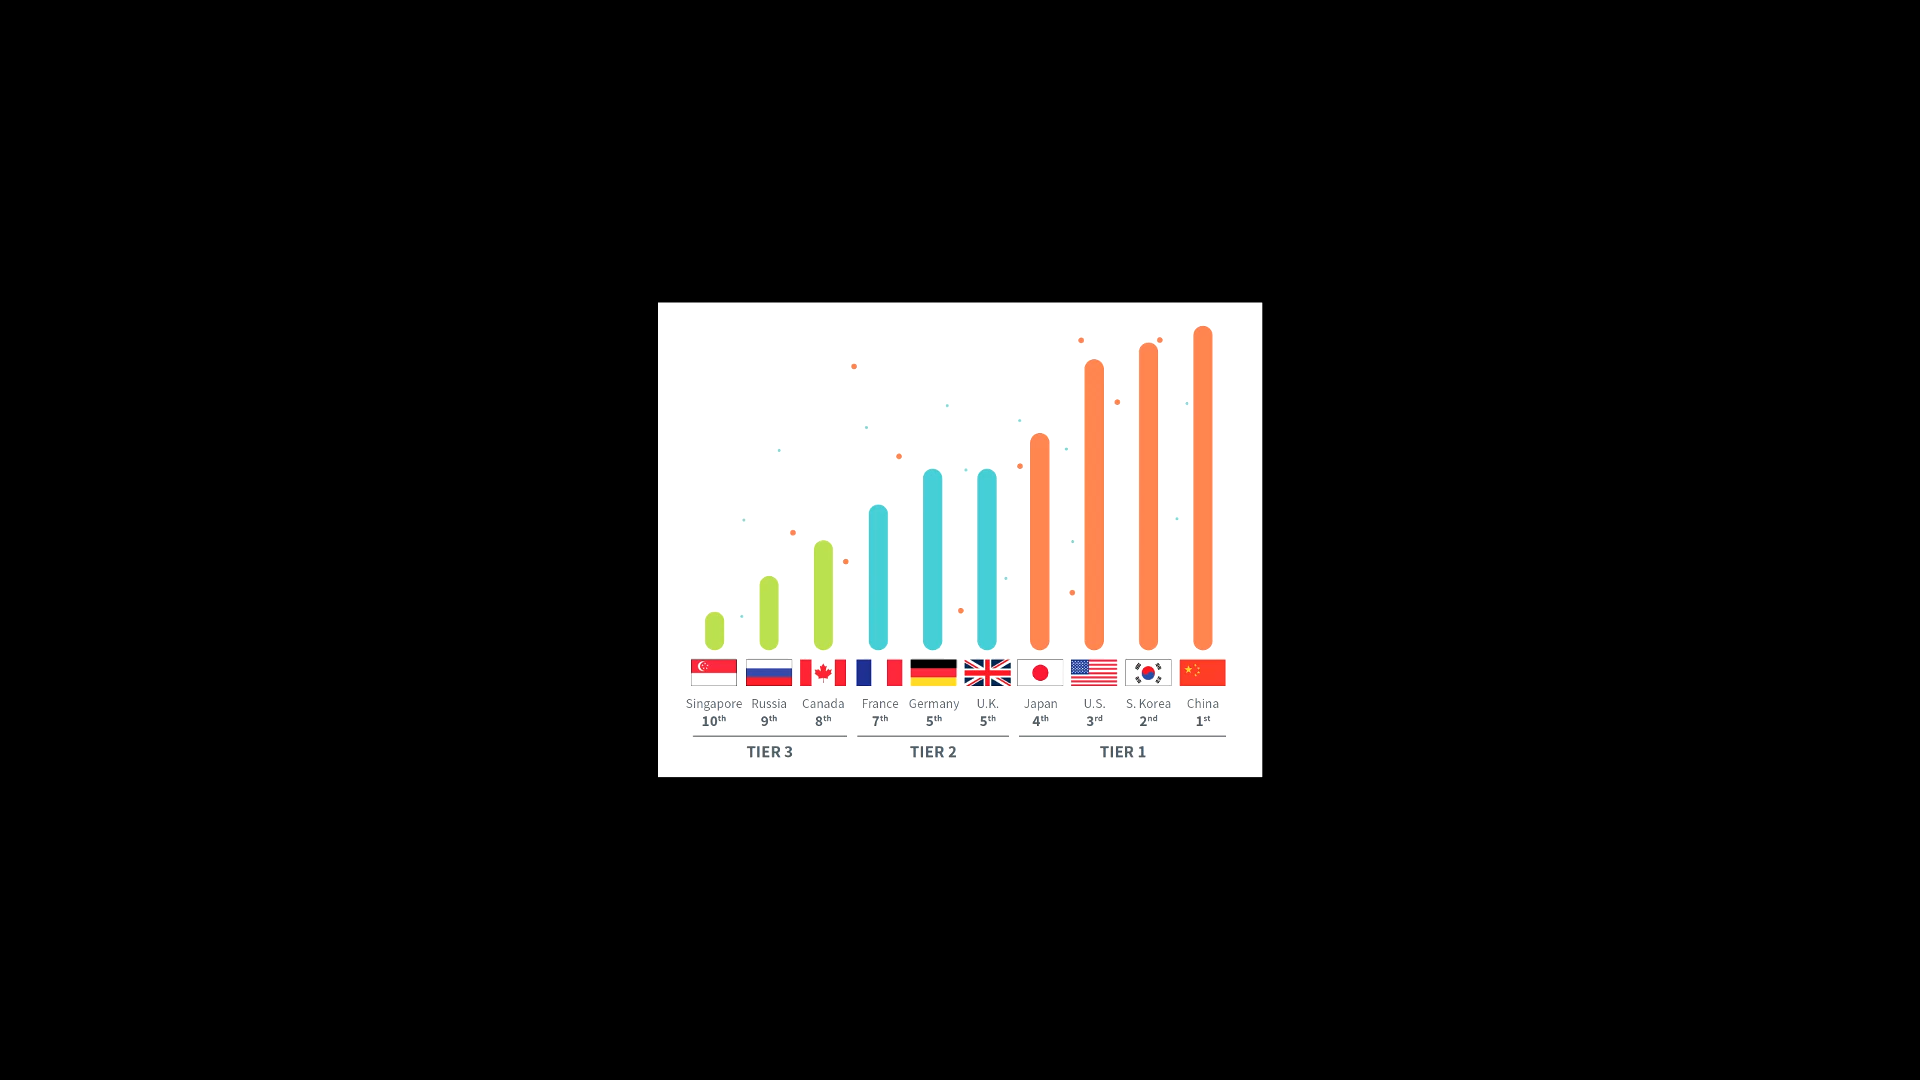 Singapore Russia Canada France Germany U.K. Japan U.S. S. Korea China
10th 9th 8th 7th 5th 5th 4th 3rd 2nd 1st
TIER 3 TIER 2 TIER 1